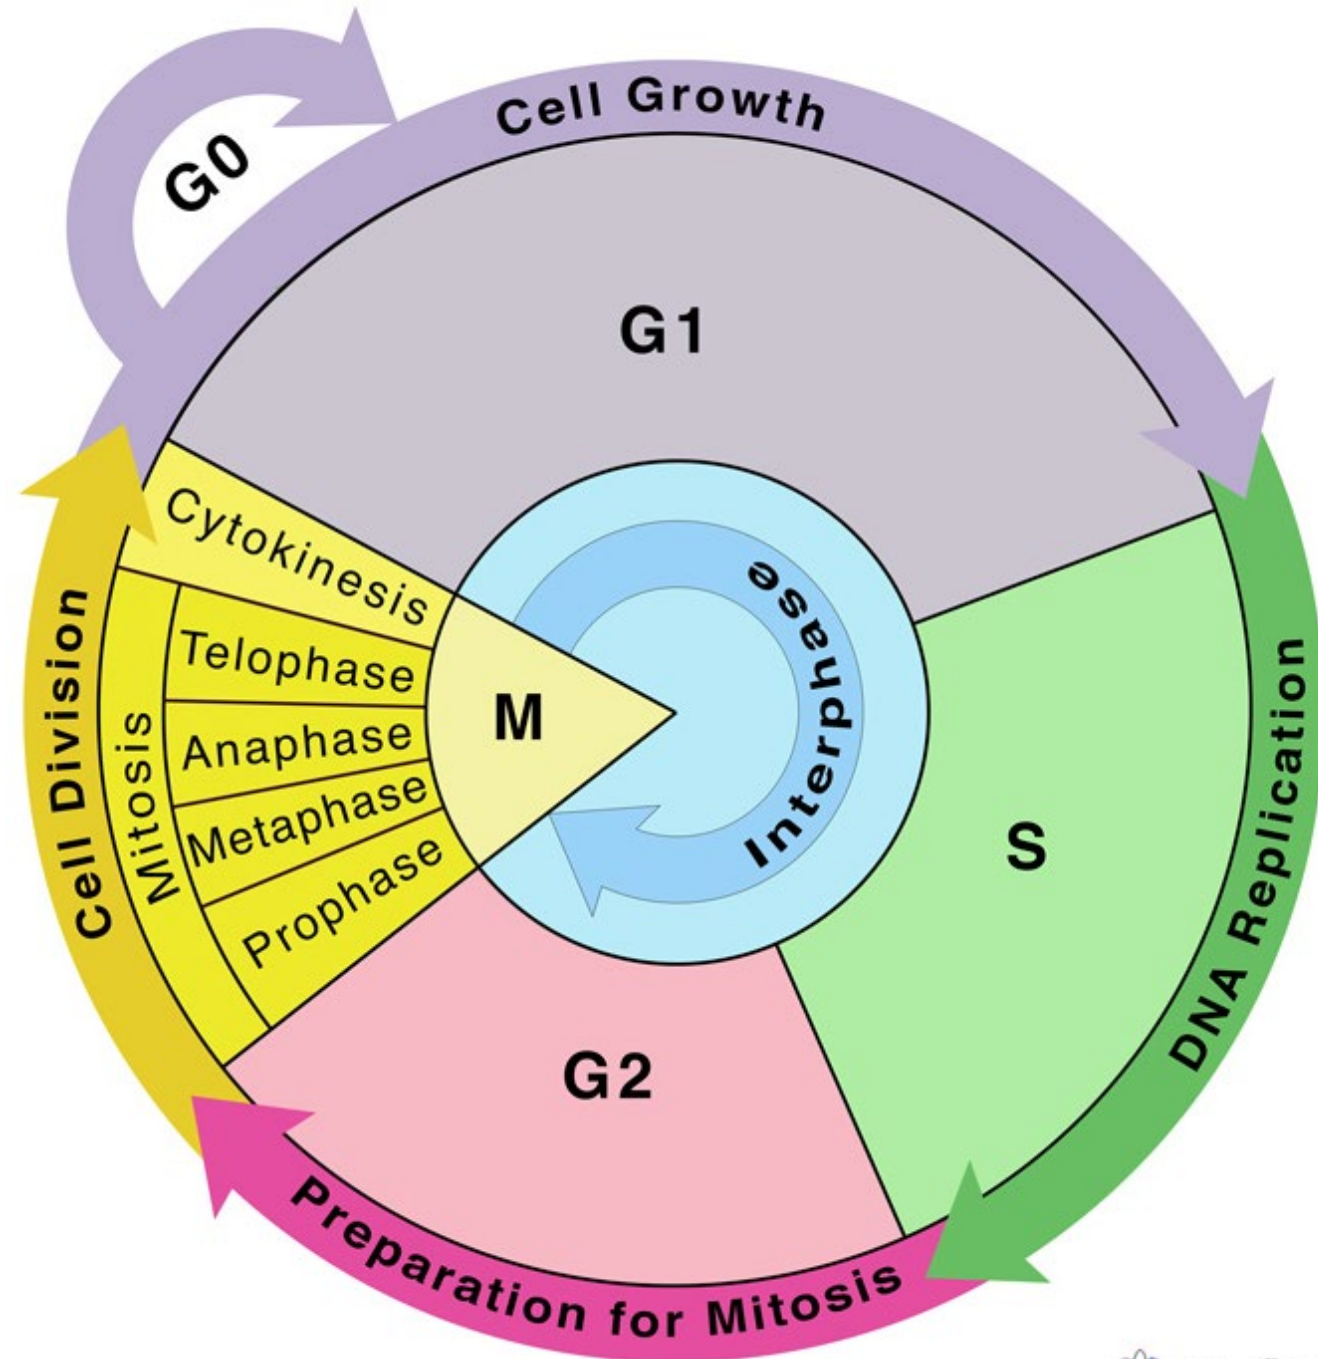 G0
Cell Growth
G1
Cytokinesis
Telophase
Anaphase
Metaphase
Prophase
Mitosis
Cell Division
M
Interphase
S
DNA Replication
G2
Preparation for Mitosis